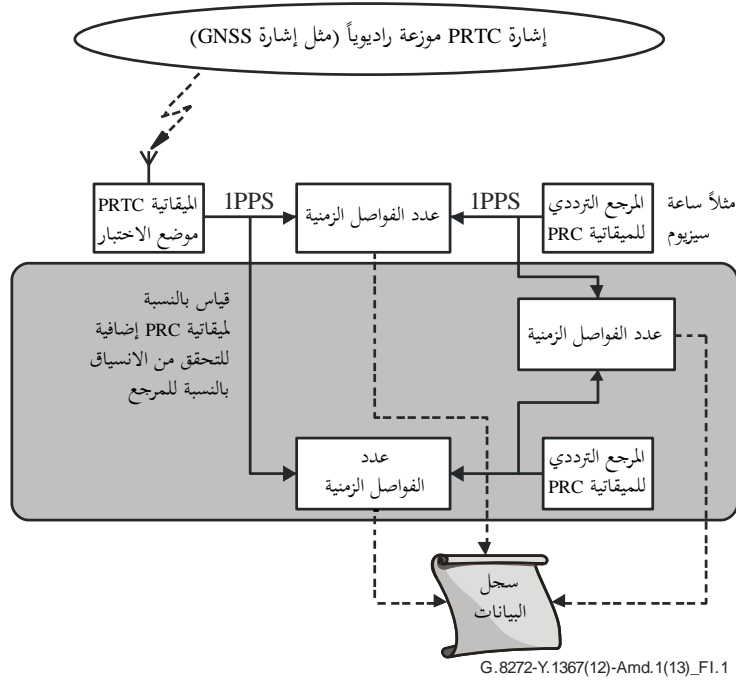 إشارة PRTC موزعة راديوياً (مثل إشارة GNSS)
الميقاتية PRTC
موضع الاختبار
1PPS
عدد الفواصل الزمنية
1PPS
المرجع الترددي
للميقاتية PRC
مثلاً ساعة
سيزيوم
قياس بالنسبة
لميقاتية PRC إضافية
للتحقق من الانسياق
بالنسبة للمرجع
عدد الفواصل الزمنية
عدد
الفواصل الزمنية
المرجع الترددي
للميقاتية PRC
سجل
البيانات
G.8272-Y.1367(12)-Amd.1(13)_FI.1